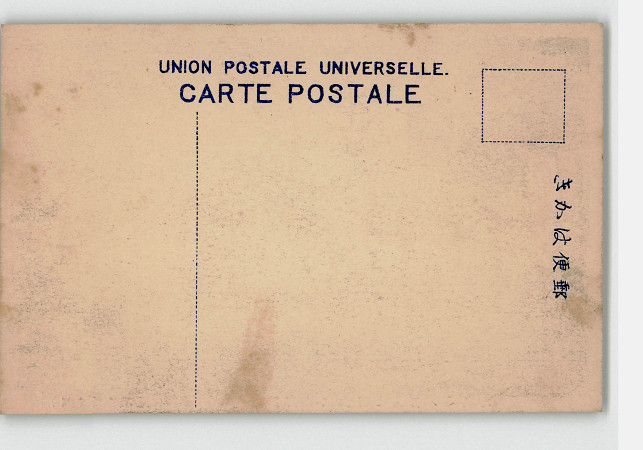 UNION POSTALE UNIVERSELLE.
CARTE POSTALE
きかは便郵